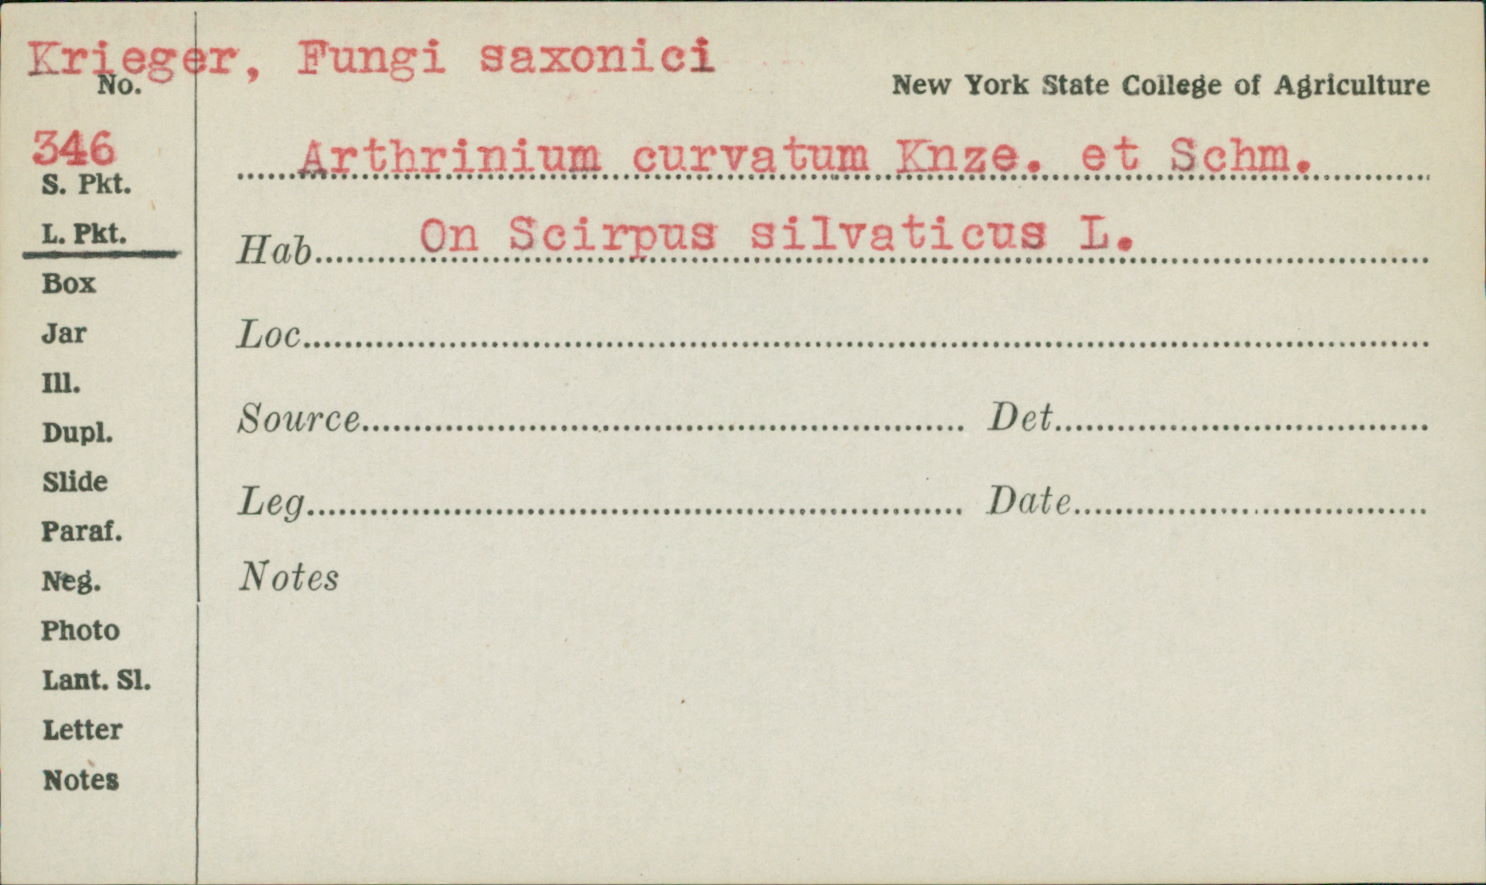 Krieger, Fungi saxonici
No.
New York State College of Agriculture
346
Arthrinium curvatum Knze. et Schm.
S. Pkt.
L. Pkt.
Hab. On Scirpus silvaticus L.
Box
Jar
Loc.
Ill.
Dupl.
Source Det.
Slide
Leg. Date
Paraf.
Neg.
Notes
Photo
Lant. Sl.
Letter
Notes